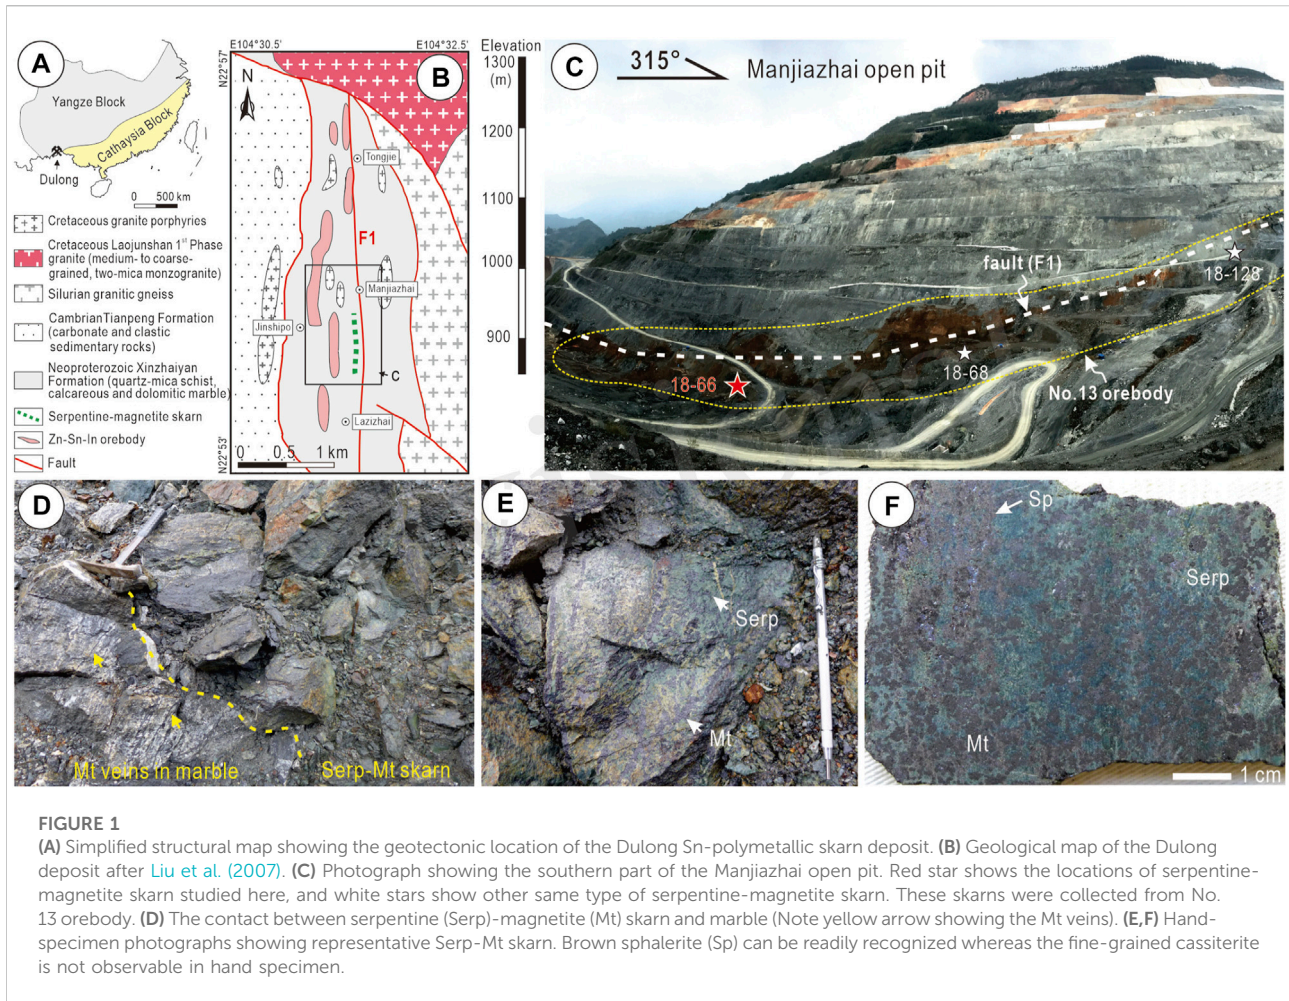 A
Yangze Block
Cathaysia Block
Dulong
0 500 km
Cretaceous granite porphyries
Cretaceous Laojunshan 1st Phase
granite (medium- to coarse-
grained, two-mica monzogranite)
Silurian granitic gneiss
CambrianTianpeng Formation
(carbonate and clastic
sedimentary rocks)
Neoproterozoic Xinzhaiyan
Formation (quartz-mica schist,
calcareous and dolomitic marble)
Serpentine-magnetite skarn
Zn-Sn-In orebody
Fault
E104°30.5'
E104°32.5'
N22°57'
N22°53'
B
N
Tongjie
F1
Manjiazhai
Jinshipo
C
Lazizhai
0 0.5 1 km
Elevation
1300
(m)
1200
1100
1000
900
C
315°
Manjiazhai open pit
fault (F1)
18-128
18-66
18-68
No.13 orebody
D
Mt veins in marble
Serp-Mt skarn
E
Serp
Mt
F
Sp
Serp
Mt
1 cm
FIGURE 1
(A) Simplified structural map showing the geotectonic location of the Dulong Sn-polymetallic skarn deposit. (B) Geological map of the Dulong
deposit after Liu et al. (2007). (C) Photograph showing the southern part of the Manjiazhai open pit. Red star shows the locations of serpentine-
magnetite skarn studied here, and white stars show other same type of serpentine-magnetite skarn. These skarns were collected from No.
13 orebody. (D) The contact between serpentine (Serp)-magnetite (Mt) skarn and marble (Note yellow arrow showing the Mt veins). (E,F) Hand-
specimen photographs showing representative Serp-Mt skarn. Brown sphalerite (Sp) can be readily recognized whereas the fine-grained cassiterite
is not observable in hand specimen.